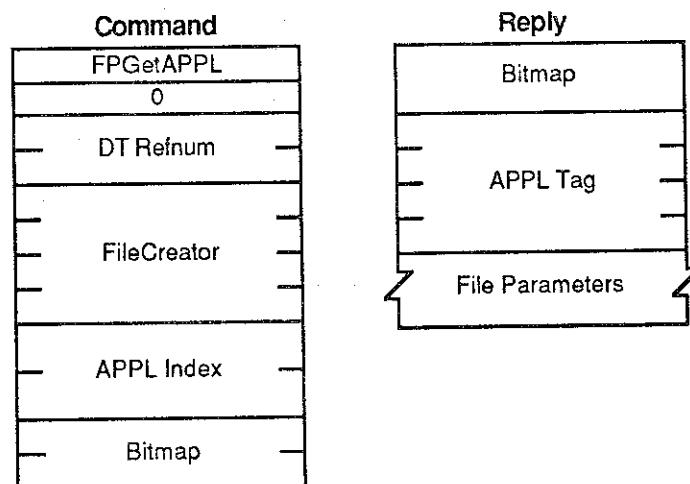 Command
FPGetAPPL
0
DT Refnum
FileCreator
APPL Index
Bitmap
Reply
Bitmap
APPL Tag
File Parameters